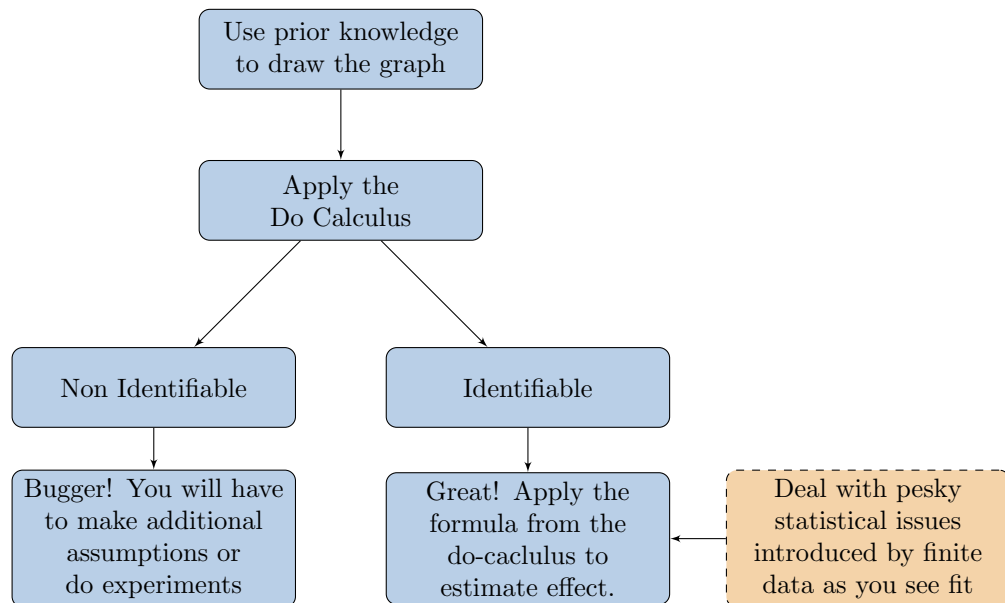 Use prior knowledge
to draw the graph
Apply the
Do Calculus
Non Identifiable
Identifiable
Bugger! You will have
to make additional
assumptions or
do experiments
Great! Apply the
formula from the
do-caclulus to
estimate effect.
Deal with pesky
statistical issues
introduced by finite
data as you see fit